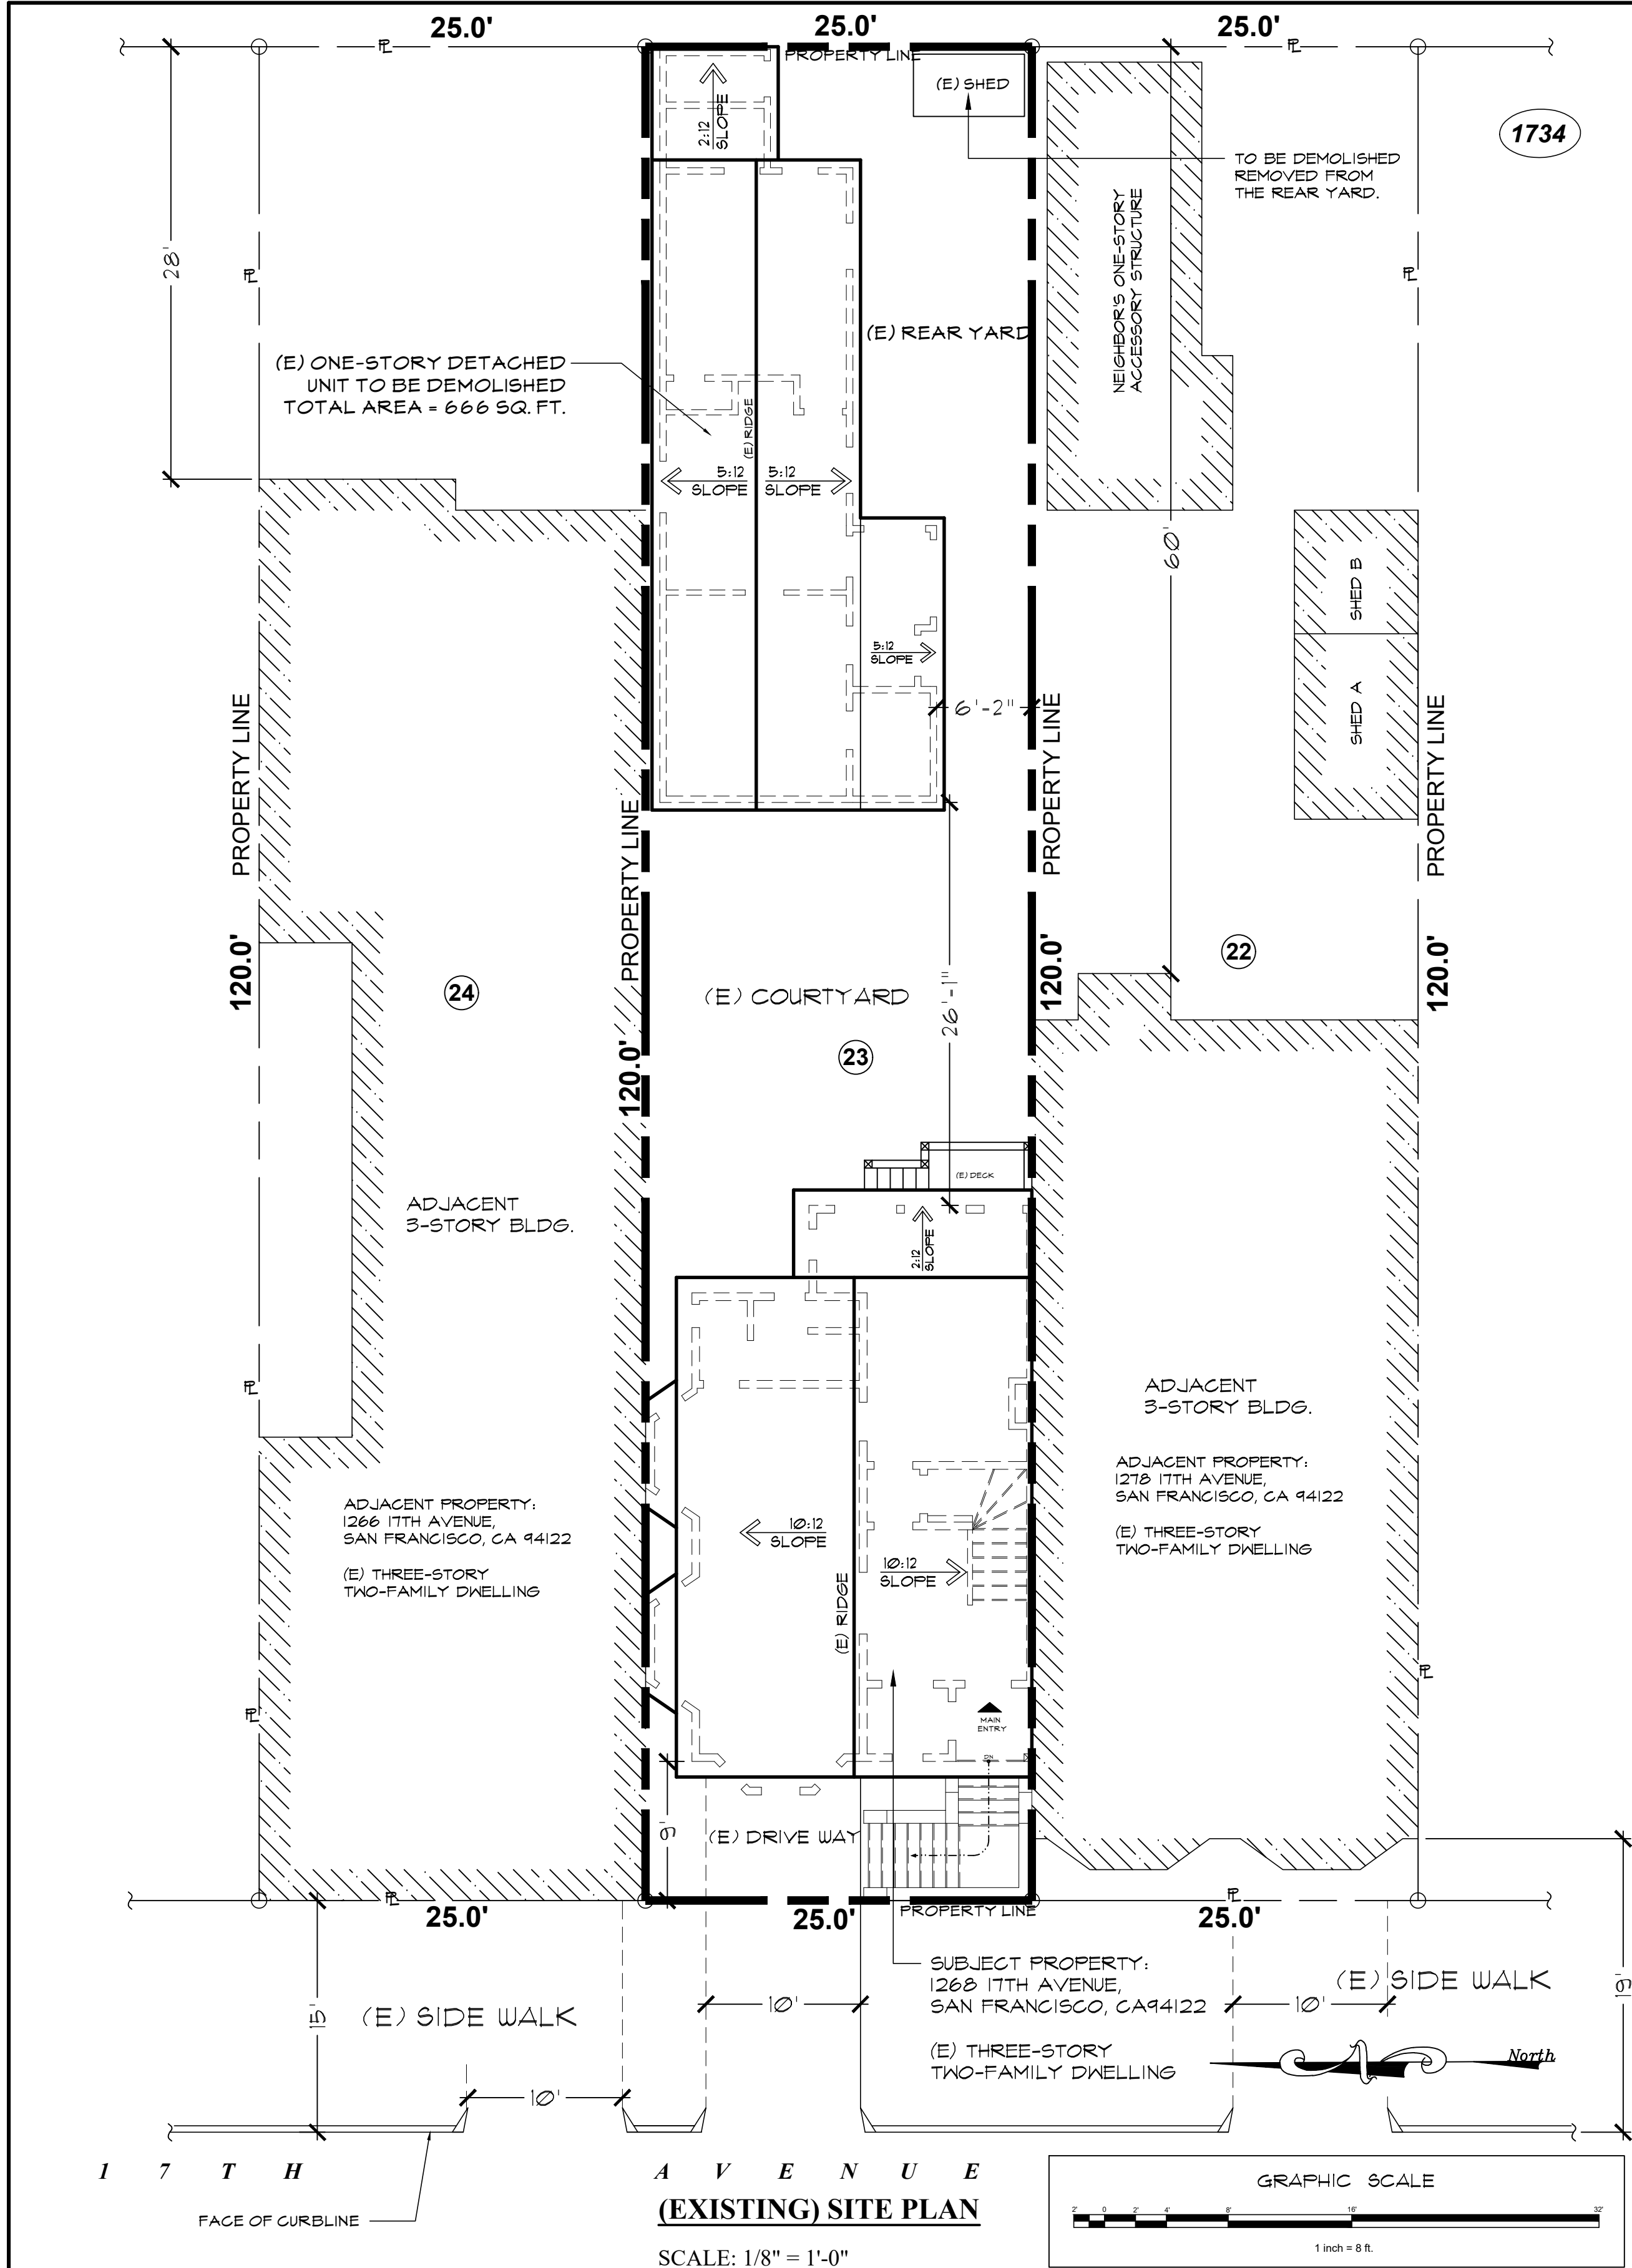 25.0'
25.0'
25.0'
PL
PL
PROPERTY LINE
(E) SHED
2:12
SLOPE
1734
TO BE DEMOLISHED
REMOVED FROM
THE REAR YARD.
NEIGHBOR'S ONE-STORY
ACCESSORY STRUCTURE
28'
PL
PL
(E) REAR YARD
(E) ONE-STORY DETACHED
UNIT TO BE DEMOLISHED
TOTAL AREA = 666 SQ. FT.
(E) RIDGE
5:12
SLOPE
5:12
SLOPE
60'
SHED B
5:12
SLOPE
SHED A
6'-2"
PROPERTY LINE
PROPERTY LINE
PROPERTY LINE
PROPERTY LINE
120.0'
120.0'
120.0'
120.0'
24
22
(E) COURTYARD
26'-1"
23
(E) DECK
ADJACENT
3-STORY BLDG.
2:12
SLOPE
PL
ADJACENT
3-STORY BLDG.
ADJACENT PROPERTY:
1278 17TH AVENUE,
SAN FRANCISCO, CA 94122
(E) THREE-STORY
TWO-FAMILY DWELLING
ADJACENT PROPERTY:
1266 17TH AVENUE,
SAN FRANCISCO, CA 94122
(E) THREE-STORY
TWO-FAMILY DWELLING
10:12
SLOPE
10:12
SLOPE
(E) RIDGE
PL
PL
MAIN
ENTRY
DN
9'
(E) DRIVE WAY
PL
PL
25.0'
25.0'
PROPERTY LINE
25.0'
SUBJECT PROPERTY:
1268 17TH AVENUE,
SAN FRANCISCO, CA94122
(E) THREE-STORY
TWO-FAMILY DWELLING
(E) SIDE WALK
(E) SIDE WALK
15'
10'
10'
10'
North
17TH AVENUE
FACE OF CURBLINE
(EXISTING) SITE PLAN
SCALE: 1/8" = 1'-0"
GRAPHIC SCALE
2' 0 2' 4' 8' 16' 32'
1 inch = 8 ft.